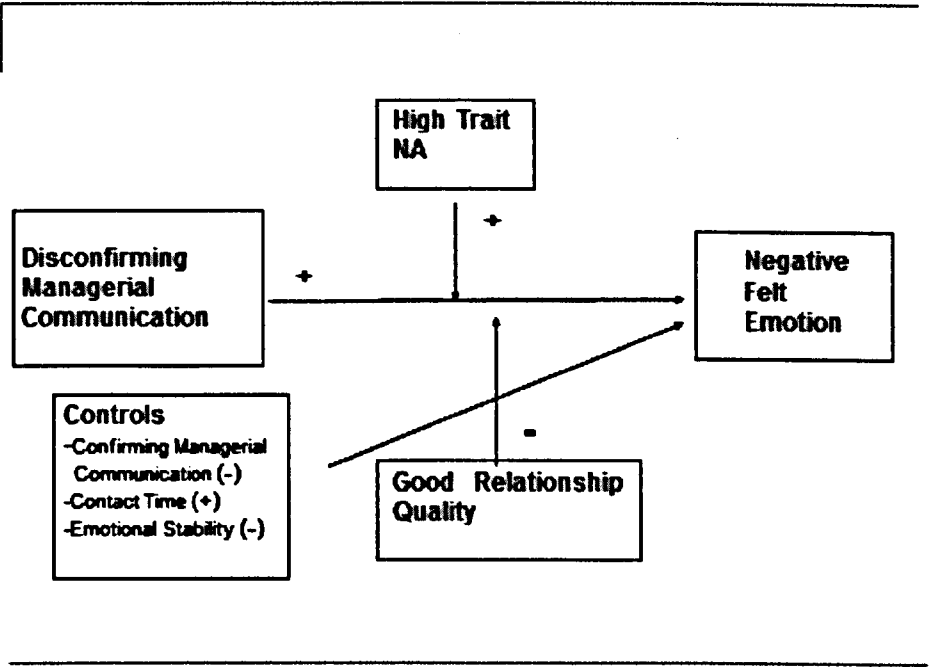 High Trait
NA
+
Disconfirming
Managerial
Communication
+
Negative
Felt
Emotion
Controls
-Confirming Managerial
Communication (-)
-Contact Time (+)
-Emotional Stability (-)
-
Good Relationship
Quality